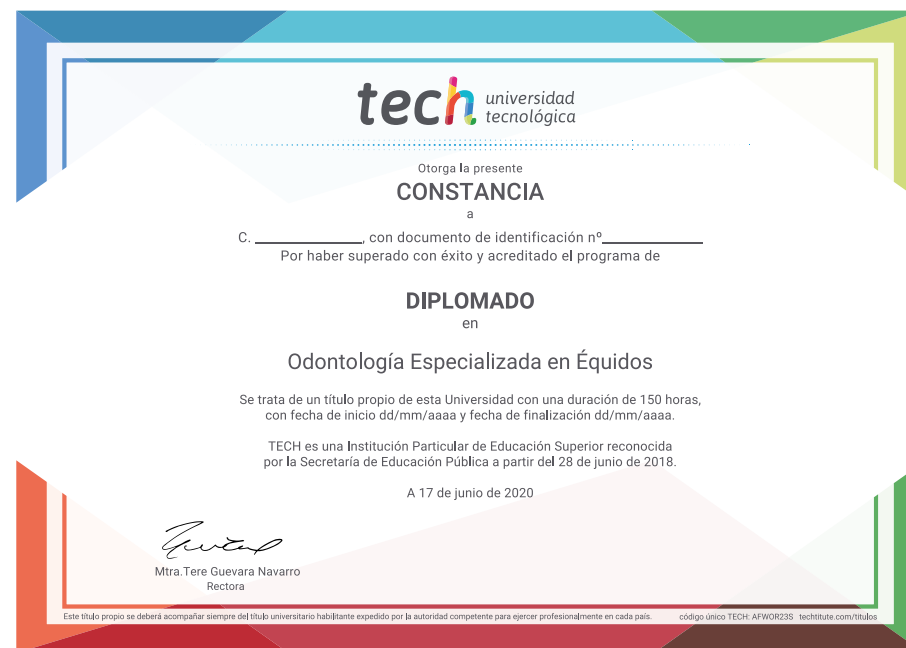 tech universidad
tecnológica
Otorga la presente
CONSTANCIA
a
C. ______________, con documento de identificación nº_____________
Por haber superado con éxito y acreditado el programa de
DIPLOMADO
en
Odontología Especializada en Équidos
Se trata de un título propio de esta Universidad con una duración de 150 horas,
con fecha de inicio dd/mm/aaaa y fecha de finalización dd/mm/aaaa.
TECH es una Institución Particular de Educación Superior reconocida
por la Secretaría de Educación Pública a partir del 28 de junio de 2018.
A 17 de junio de 2020
Mtra.Tere Guevara Navarro
Rectora
Este título propio se deberá acompañar siempre del título universitario habilitante expedido por la autoridad competente para ejercer profesionalmente en cada país. código único TECH: AFWOR23S techtitute.com/titulos